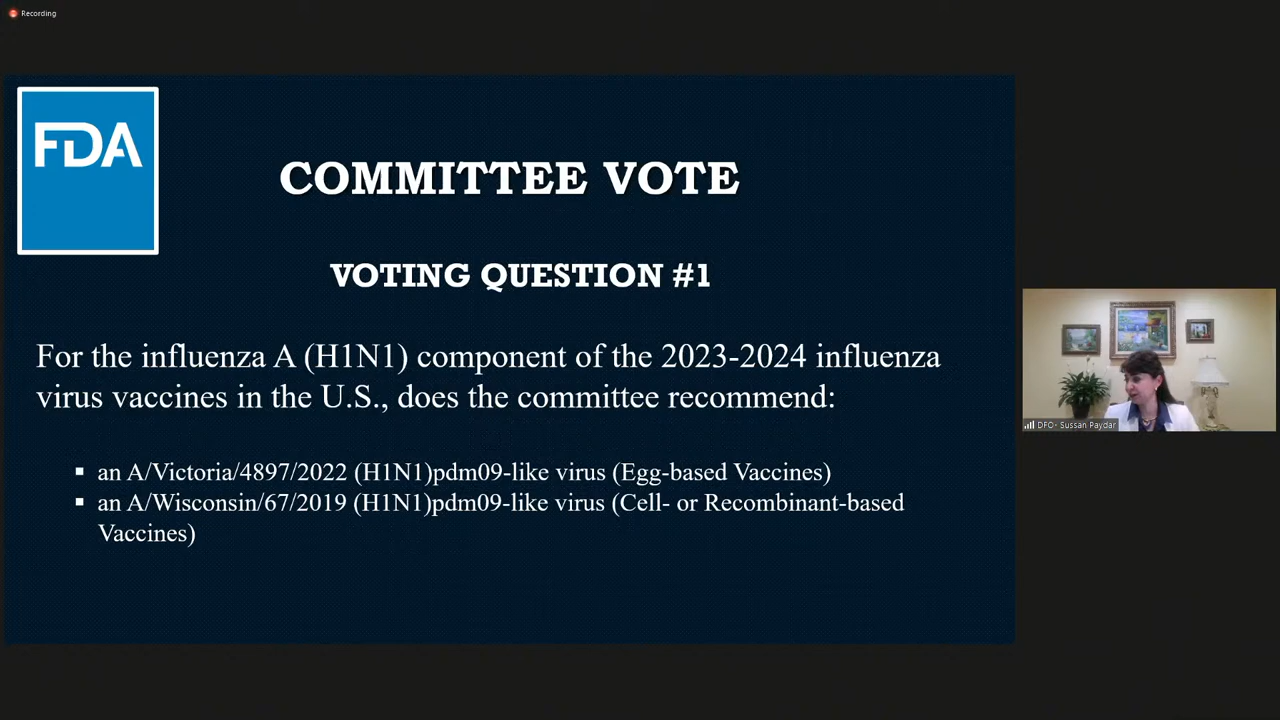 Recording
FDA
COMMITTEE VOTE
VOTING QUESTION #1
For the influenza A (H1N1) component of the 2023-2024 influenza
virus vaccines in the U.S., does the committee recommend:
▪ an A/Victoria/4897/2022 (H1N1)pdm09-like virus (Egg-based Vaccines)
▪ an A/Wisconsin/67/2019 (H1N1)pdm09-like virus (Cell- or Recombinant-based
Vaccines)
DFO- Sussan Paydar